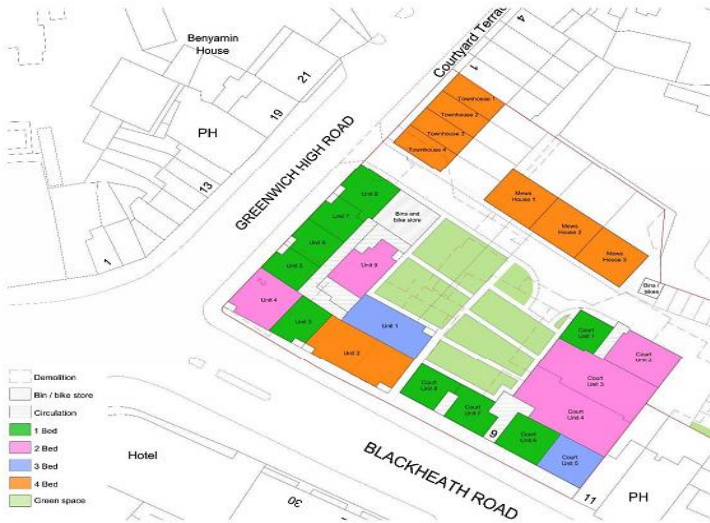 Benyamin
House
21
19
PH
13
1
GREENWICH HIGH ROAD
Courtyard Terrac
4
1
Townhouse 1
Townhouse 2
Townhouse 3
Townhouse 4
Mews
House 1
Mews
House 2
Mews
House 3
Bins /
bikes
Unit 8
Unit 7
Unit 6
Unit 5
Bins and
bike store
Unit 9
Unit 4
Unit 3
Unit 1
Unit 2
Court
Unit 1
Court
Unit 2
Court
Unit 3
Court
Unit 4
Court
Unit 8
Court
Unit 7
9
Court
Unit 6
Court
Unit 5
11
PH
BLACKHEATH ROAD
Hotel
30
Demolition
Bin / bike store
Circulation
1 Bed
2 Bed
3 Bed
4 Bed
Green space